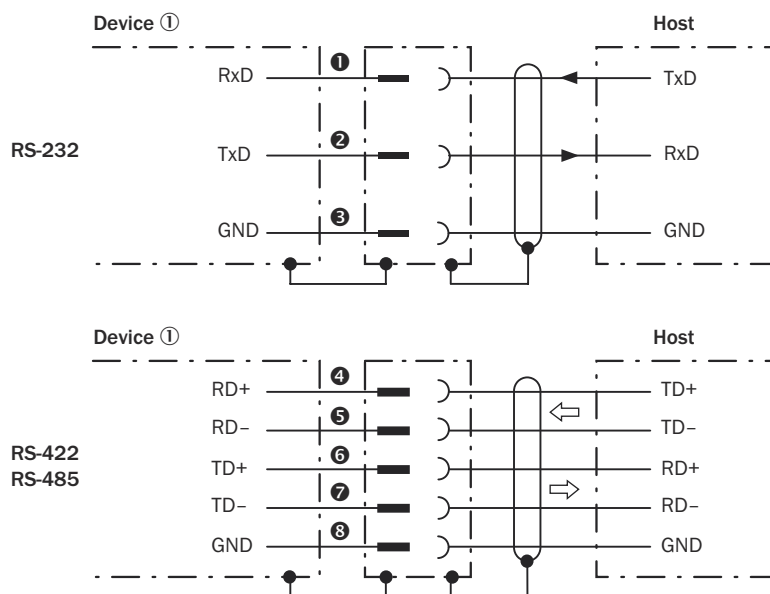 Device ① Host
RxD ❶ TxD
RS-232
TxD ❷ RxD
GND ❸ GND
Device ① Host
RD+ ❹ TD+
RD– ❺ TD–
RS-422
RS-485
TD+ ❻ RD+
TD– ❼ RD–
GND ❽ GND